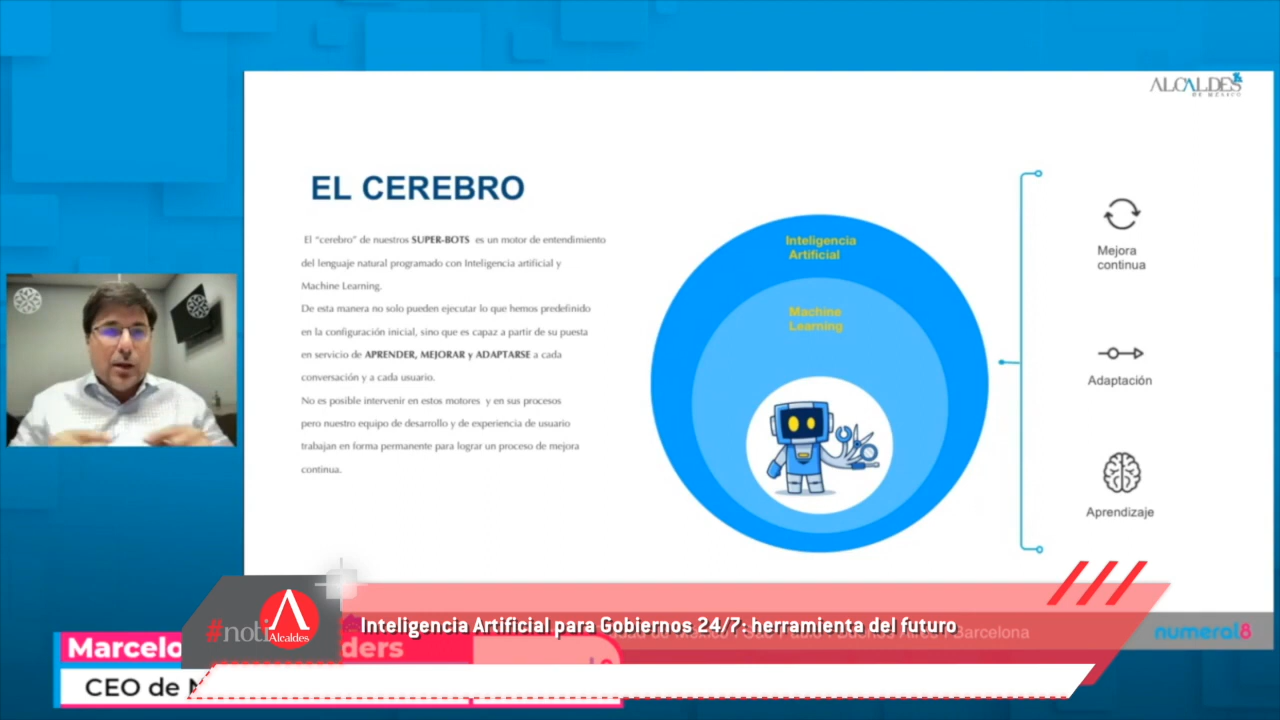 ALCALDES
DE MÉXICO
EL CEREBRO
El “cerebro” de nuestros SUPER-BOTS es un motor de entendimiento
del lenguaje natural programado con Inteligencia artificial y
Machine Learning.
De esta manera no solo pueden ejecutar lo que hemos predefinido
en la configuración inicial, sino que es capaz a partir de su puesta
en servicio de APRENDER, MEJORAR y ADAPTARSE a cada
conversación y a cada usuario.
No es posible intervenir en estos motores y en sus procesos
pero nuestro equipo de desarrollo y de experiencia de usuario
trabajan en forma permanente para lograr un proceso de mejora
continua.
Inteligencia
Artificial
Machine
Learning
Mejora
continua
Adaptación
Aprendizaje
#noti Alcaldes
Inteligencia Artificial para Gobiernos 24/7: herramienta del futuro
Barcelona
numeral8
Marcelo
CEO de